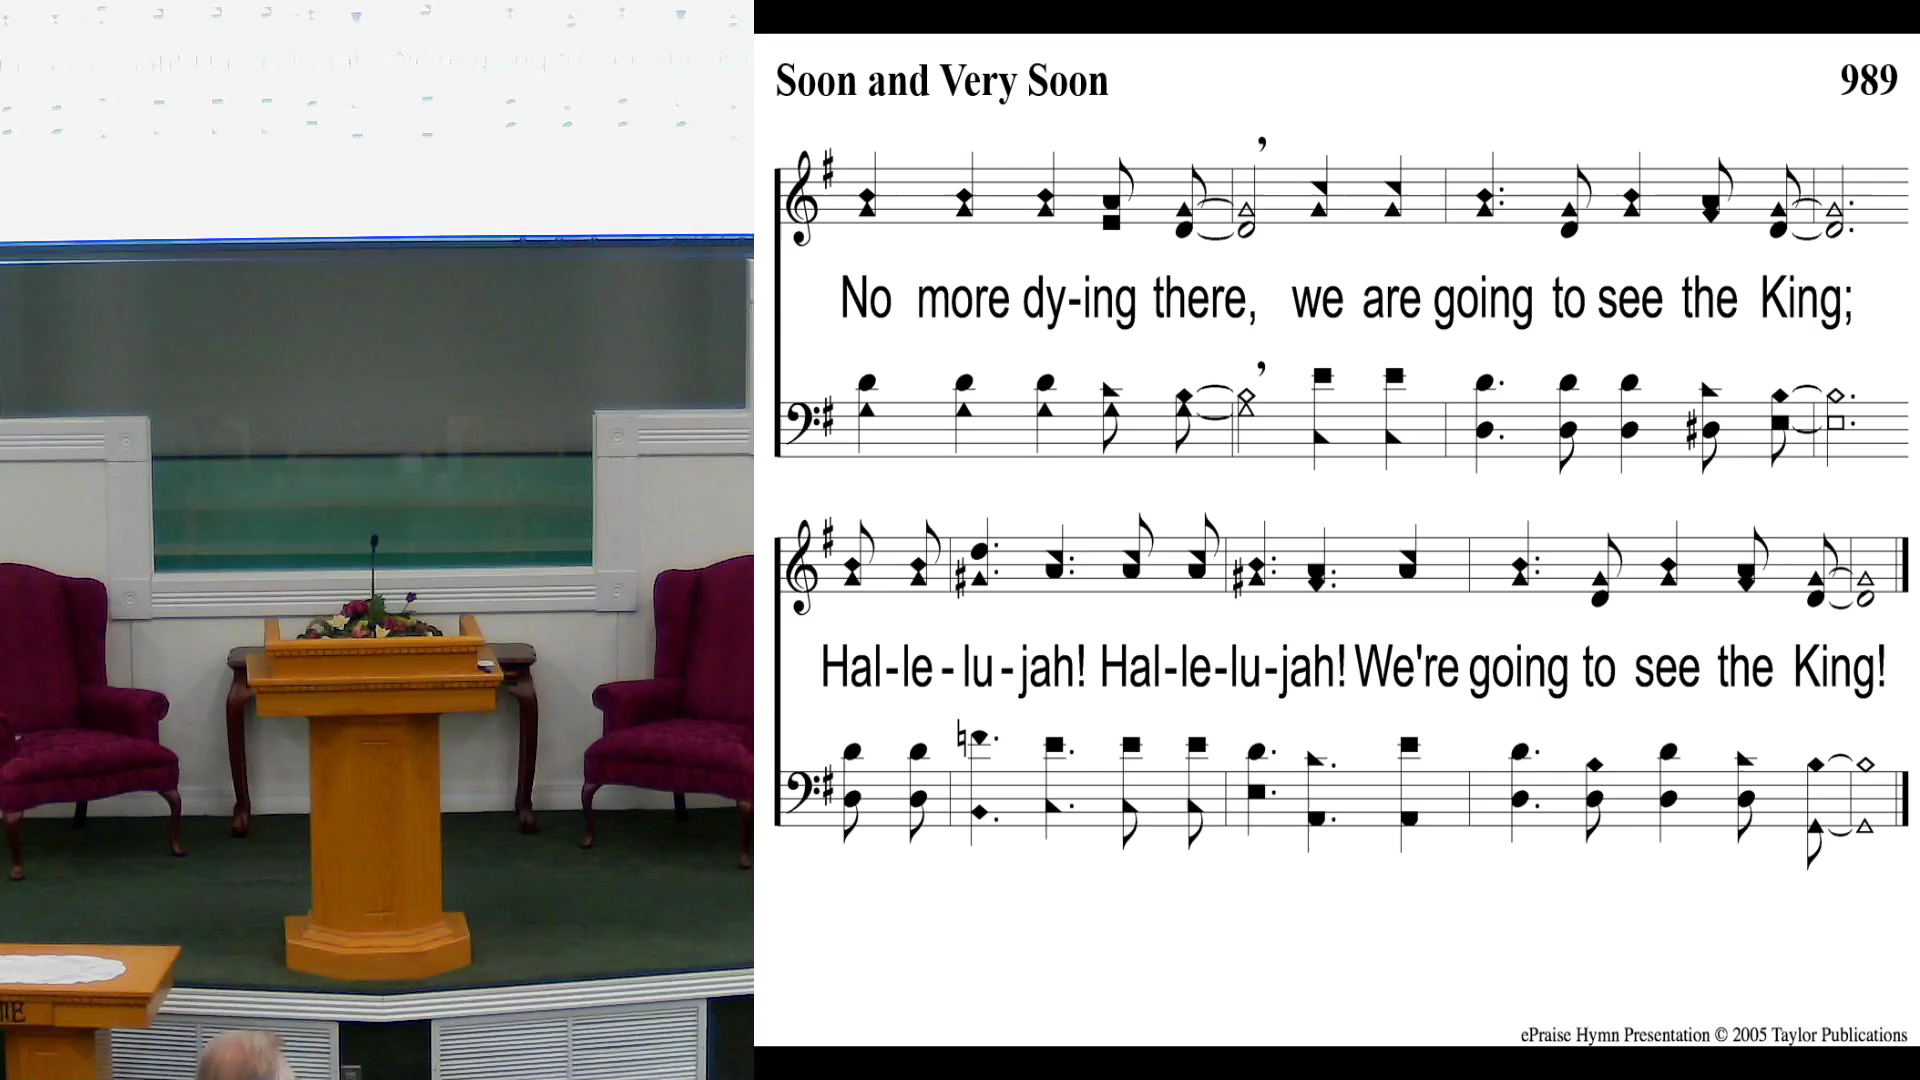 Soon and Very Soon
989
No more dy-ing there, we are going to see the King;
Hal-le-lu-jah! Hal-le-lu-jah! We're going to see the King!
ePraise Hymn Presentation © 2005 Taylor Publications